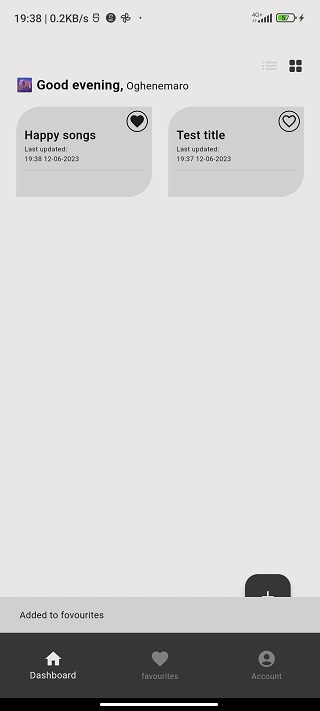 19:38 | 0.2KB/s
4G+
57
Good evening, Oghenemaro
Happy songs
Last updated:
19:38 12-06-2023
Test title
Last updated:
19:37 12-06-2023
Added to fovourites
Dashboard
favourites
Account